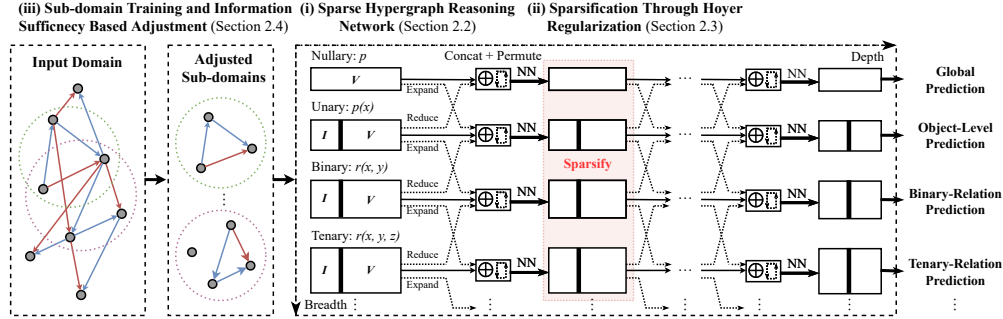 (iii) Sub-domain Training and Information
Sufficnecy Based Adjustment (Section 2.4)
(i) Sparse Hypergraph Reasoning
Network (Section 2.2)
(ii) Sparsification Through Hoyer
Regularization (Section 2.3)
Input Domain
Adjusted
Sub-domains
⋮
Nullary: p
V
Expand
Unary: p(x)
I V
Reduce
Expand
Binary: r(x, y)
I V
Reduce
Expand
Tenary: r(x, y, z)
I V
Reduce
Expand
Breadth
⋮
Concat + Permute
NN
NN
NN
NN
⋮
Sparsify
⋮
...
...
...
...
⋮
NN
NN
NN
NN
⋮
Depth
⋮
Global
Prediction
Object-Level
Prediction
Binary-Relation
Prediction
Tenary-Relation
Prediction
⋮